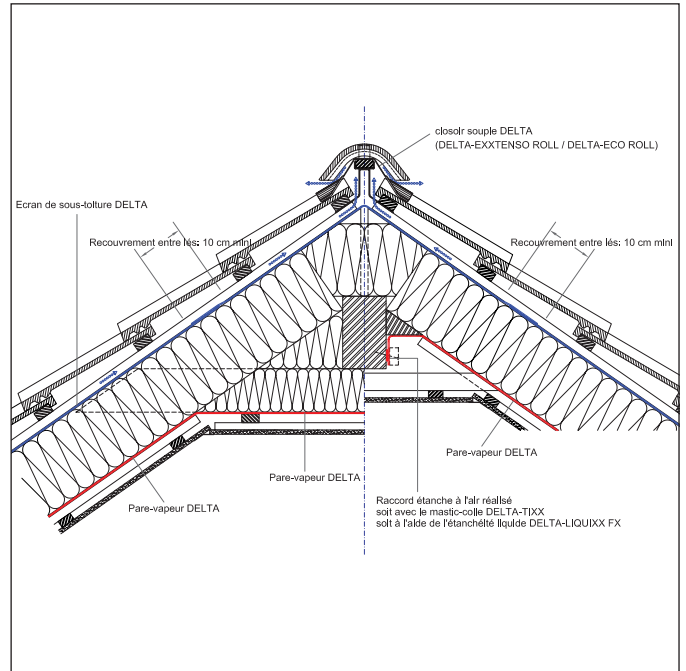 closoir souple DELTA
(DELTA-EXXTENSO ROLL / DELTA-ECO ROLL)
Ecran de sous-toiture DELTA
Recouvrement entre lés: 10 cm mini
Recouvrement entre lés: 10 cm mini
Pare-vapeur DELTA
Pare-vapeur DELTA
Pare-vapeur DELTA
Raccord étanche à l'air réalisé
soit avec le mastic-colle DELTA-TIXX
soit à l'aide de l'étanchéité liquide DELTA-LIQUIXX FX